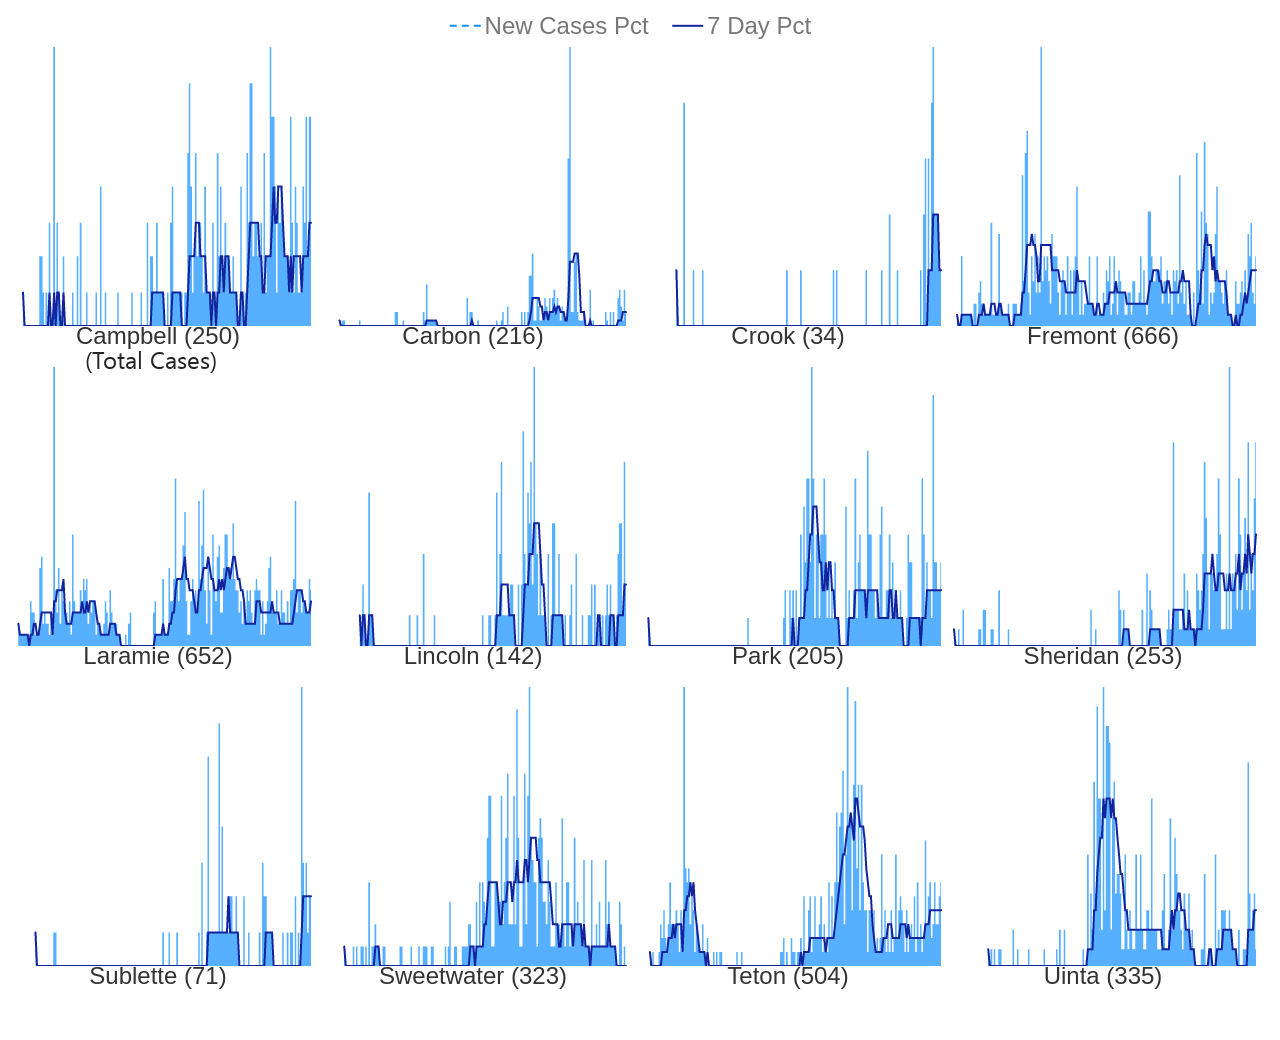 New Cases Pct 7 Day Pct
Campbell (250) Carbon (216) Crook (34) Fremont (666)
(Total Cases)
Laramie (652) Lincoln (142) Park (205) Sheridan (253)
Sublette (71) Sweetwater (323) Teton (504) Uinta (335)